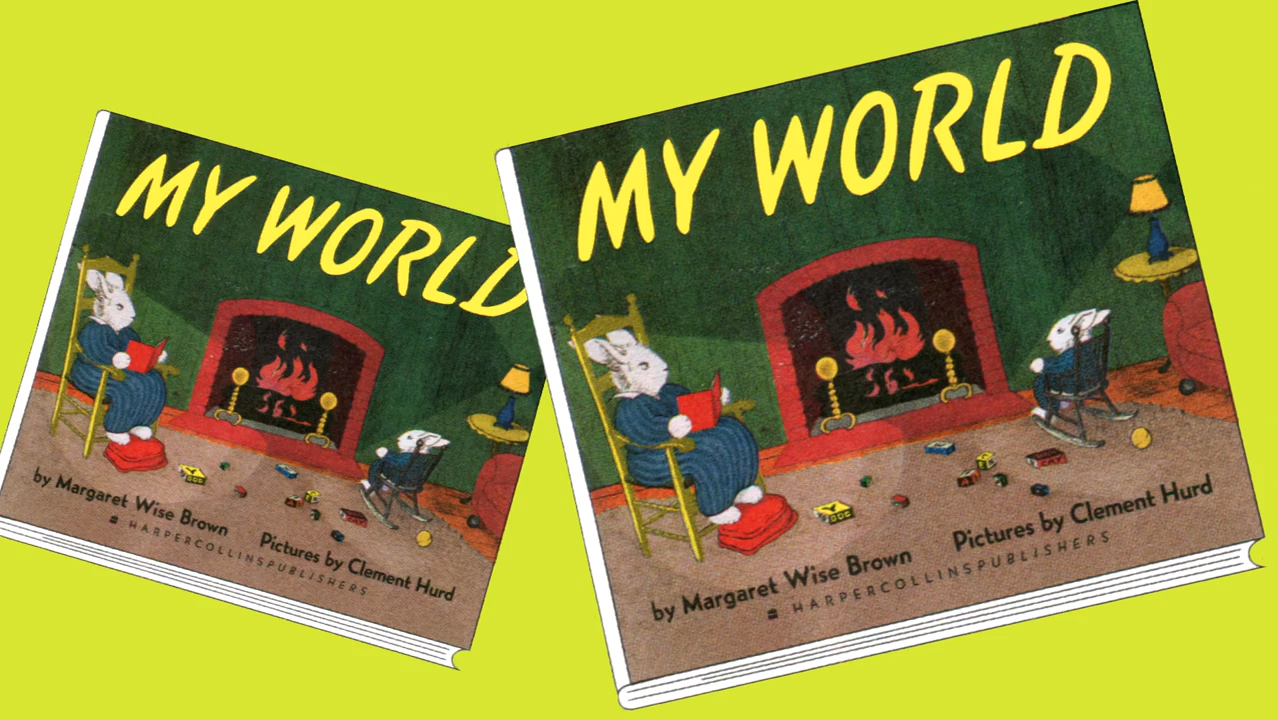 MY WORLD
by Margaret Wise Brown Pictures by Clement Hurd
HARPERCOLLINSPUBLISHERS
MY WORLD
by Margaret Wise Brown Pictures by Clement Hurd
HARPERCOLLINSPUBLISHERS